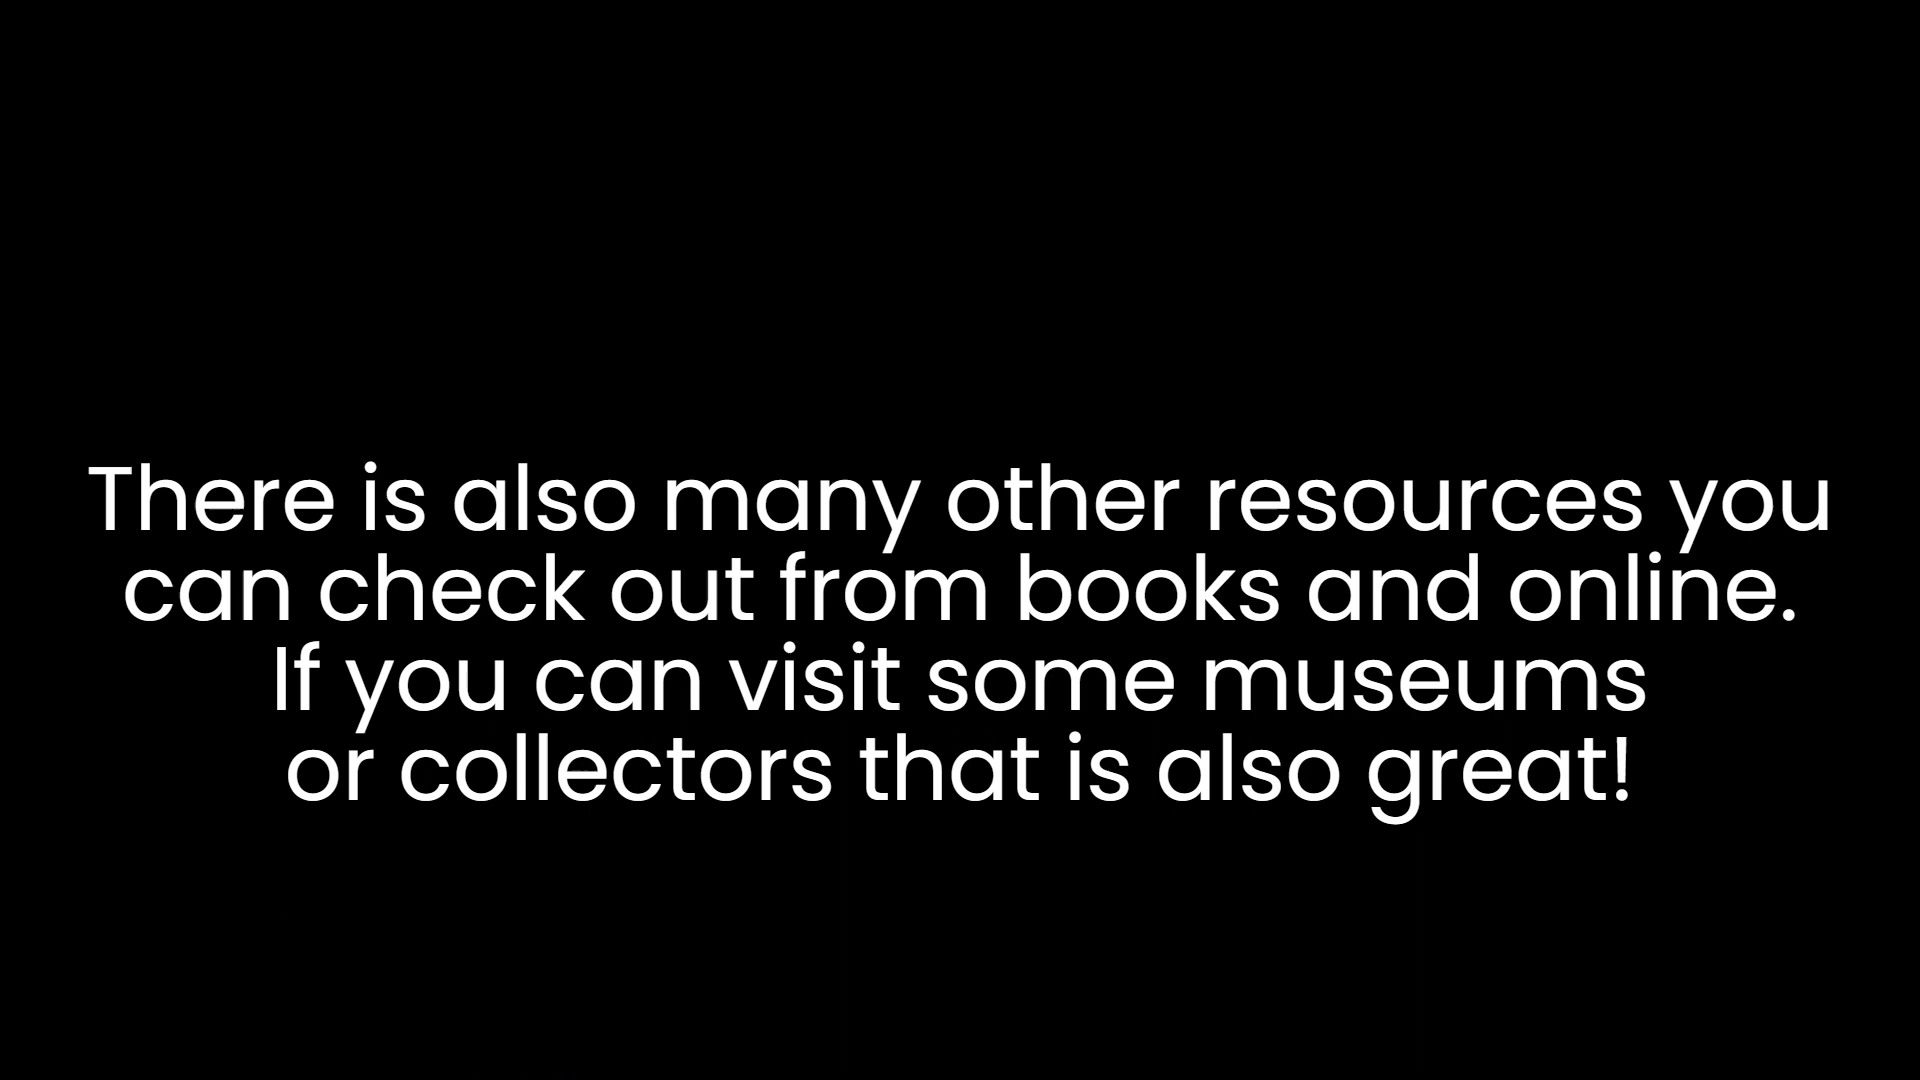 There is also many other resources you
can check out from books and online.
If you can visit some museums
or collectors that is also great!